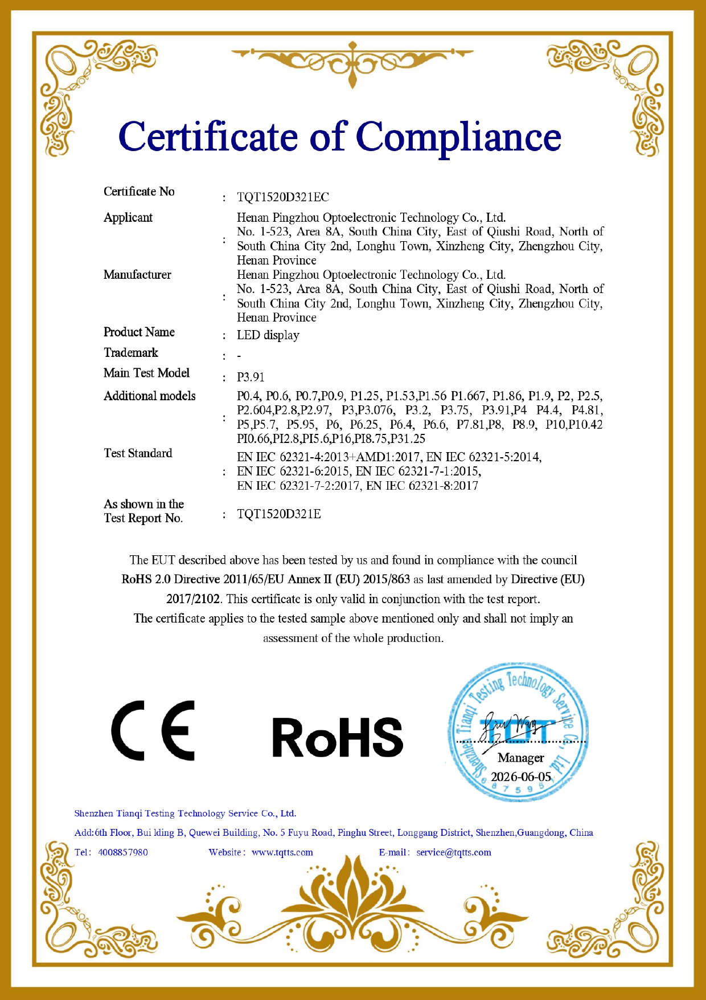 Certificate of Compliance
Certificate No : TQT1520D321EC
Applicant : Henan Pingzhou Optoelectronic Technology Co., Ltd.
No. 1-523, Area 8A, South China City, East of Qiushi Road, North of
South China City 2nd, Longhu Town, Xinzheng City, Zhengzhou City,
Henan Province
Manufacturer : Henan Pingzhou Optoelectronic Technology Co., Ltd.
No. 1-523, Area 8A, South China City, East of Qiushi Road, North of
South China City 2nd, Longhu Town, Xinzheng City, Zhengzhou City,
Henan Province
Product Name : LED display
Trademark : -
Main Test Model : P3.91
Additional models : P0.4, P0.6, P0.7,P0.9, P1.25, P1.53,P1.56 P1.667, P1.86, P1.9, P2, P2.5,
P2.604,P2.8,P2.97, P3,P3.076, P3.2, P3.75, P3.91,P4 P4.4, P4.81,
P5,P5.7, P5.95, P6, P6.25, P6.4, P6.6, P7.81,P8, P8.9, P10,P10.42
PI0.66,PI2.8,PI5.6,P16,PI8.75,P31.25
Test Standard : EN IEC 62321-4:2013+AMD1:2017, EN IEC 62321-5:2014,
EN IEC 62321-6:2015, EN IEC 62321-7-1:2015,
EN IEC 62321-7-2:2017, EN IEC 62321-8:2017
As shown in the
Test Report No. : TQT1520D321E
The EUT described above has been tested by us and found in compliance with the council
RoHS 2.0 Directive 2011/65/EU Annex II (EU) 2015/863 as last amended by Directive (EU)
2017/2102. This certificate is only valid in conjunction with the test report.
The certificate applies to the tested sample above mentioned only and shall not imply an
assessment of the whole production.
CE
RoHS
Shenzhen Tianqi Testing Technology Service Co., Ltd
TQT
Manager
2026-06-05
Shenzhen Tianqi Testing Technology Service Co., Ltd.
Add:6th Floor, Bui lding B, Quewei Building, No. 5 Fuyu Road, Pinghu Street, Longgang District, Shenzhen,Guangdong, China
Tel: 4008857980 Website: www.tqtts.com E-mail: service@tqtts.com